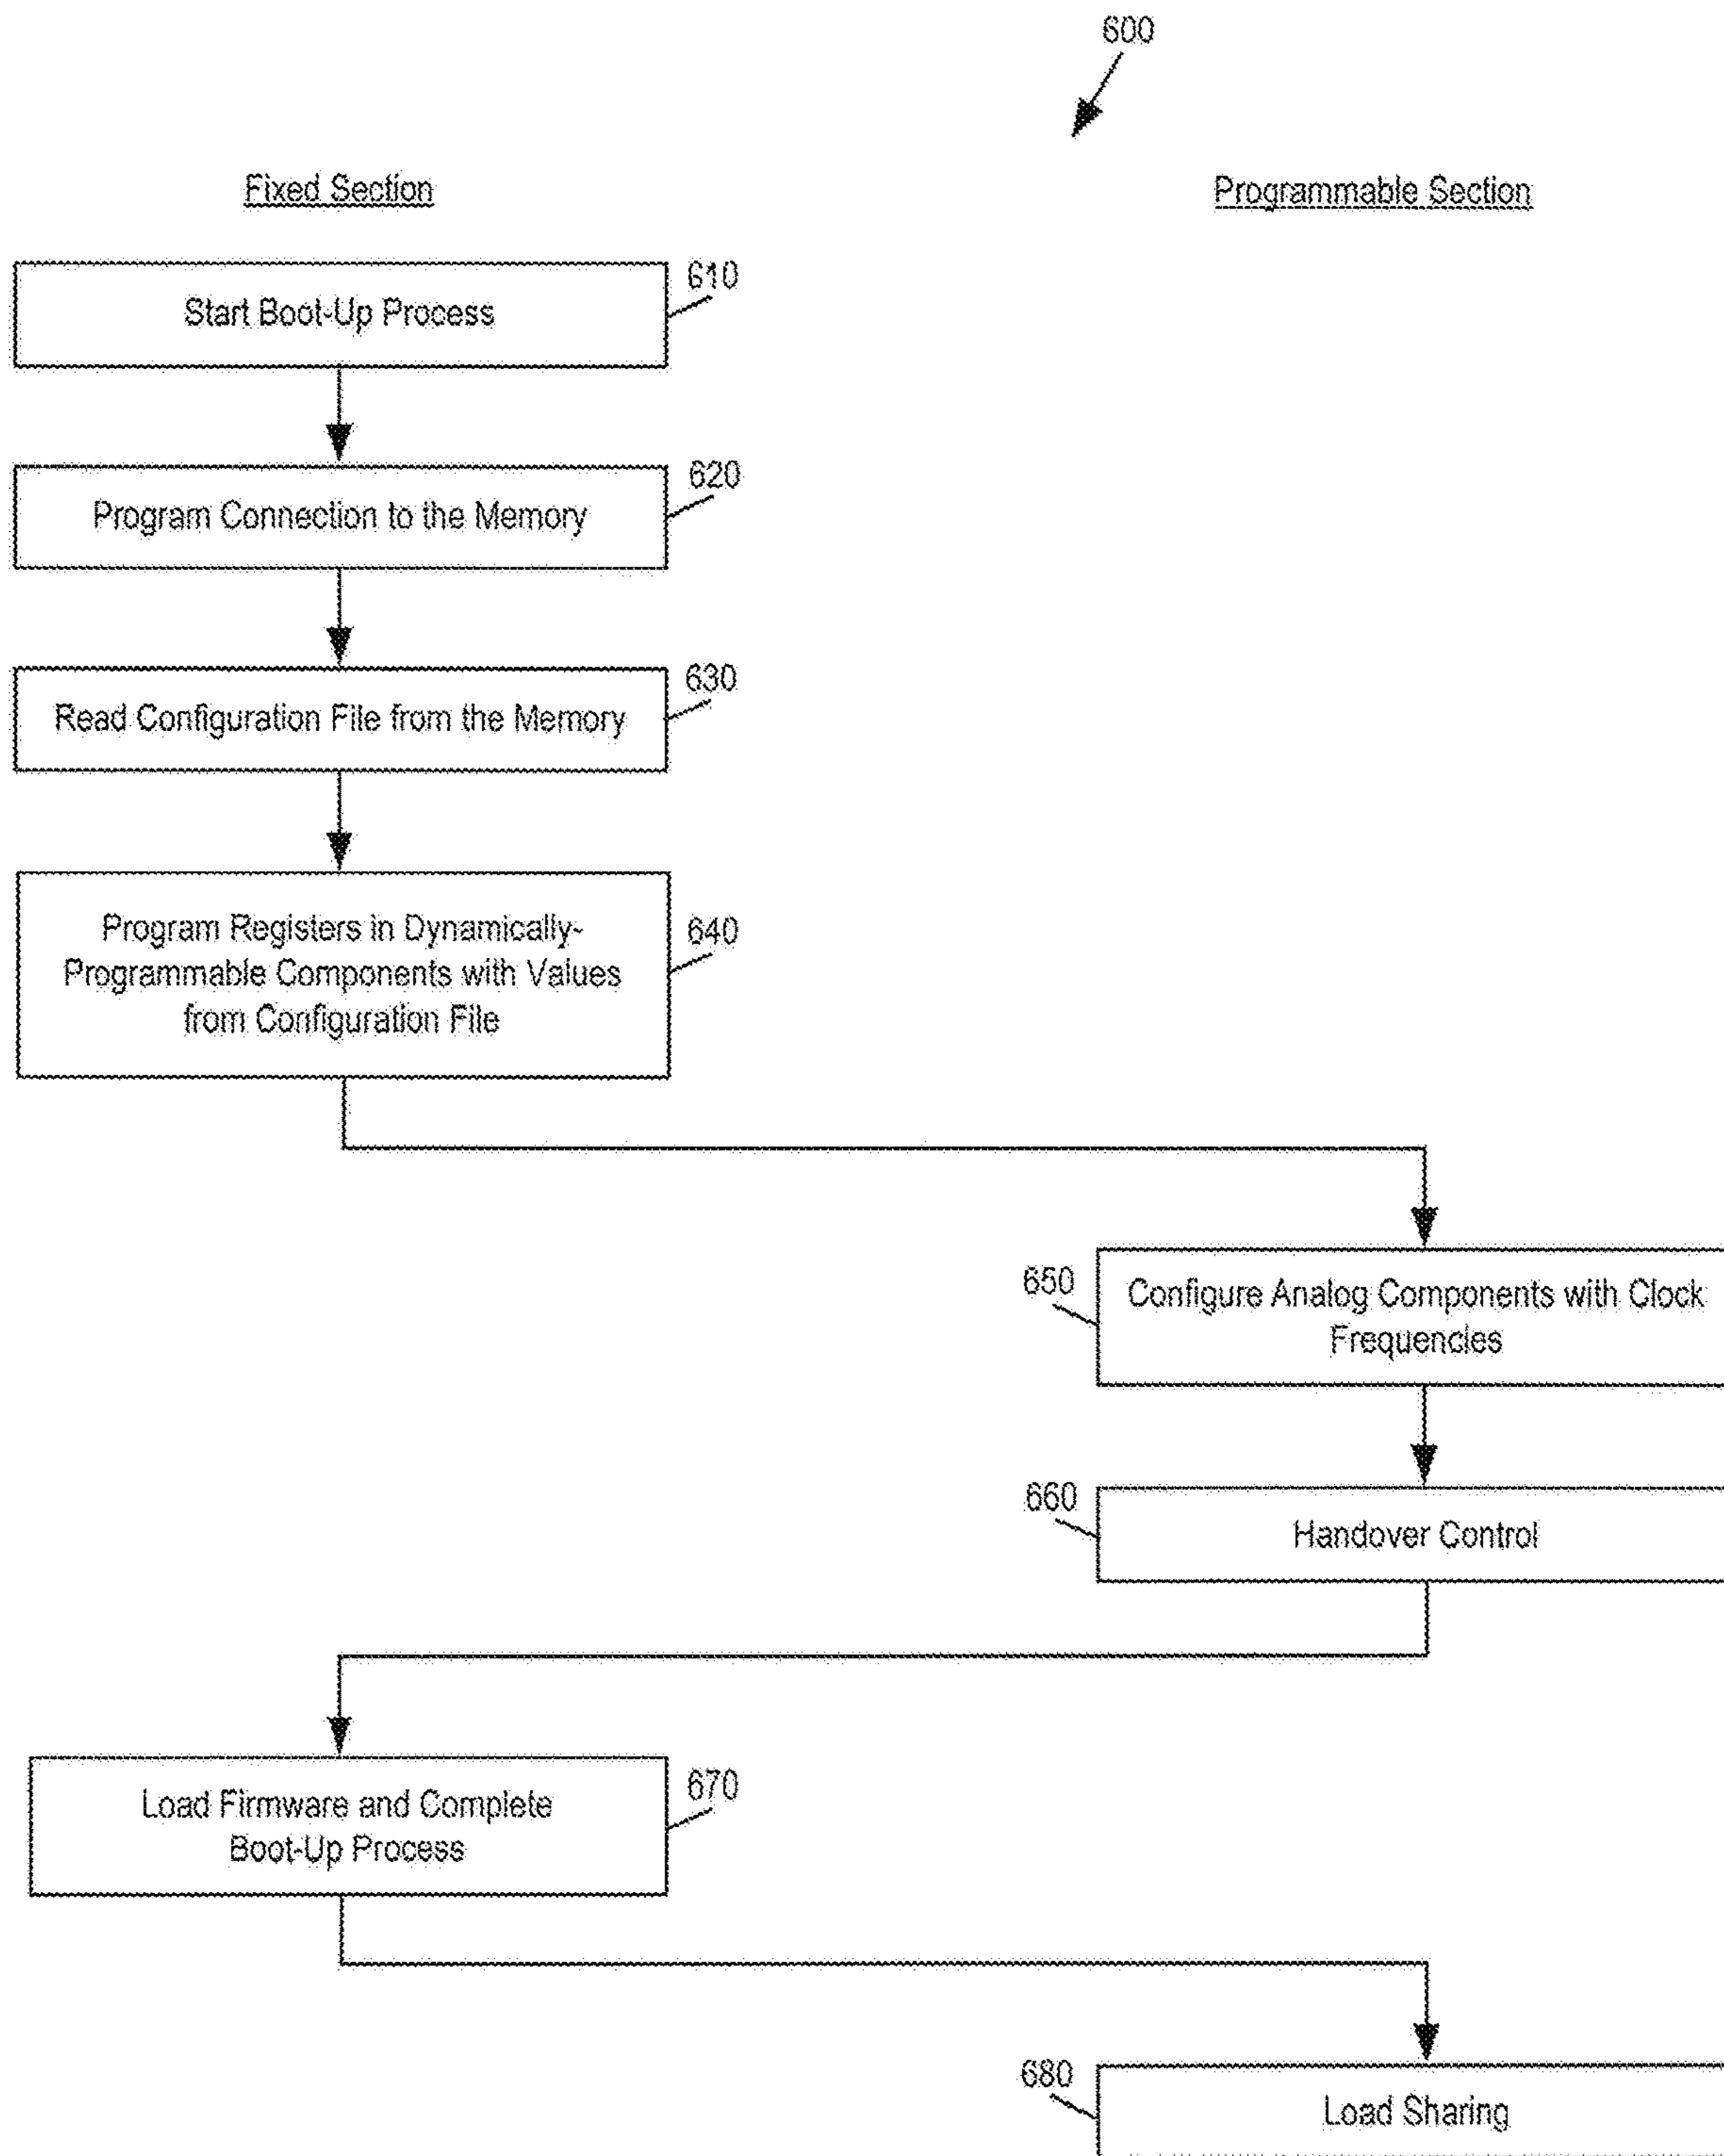 600
Fixed Section
Programmable Section
610
Start Boot-Up Process
620
Program Connection to the Memory
630
Read Configuration File from the Memory
640
Program Registers in Dynamically-
Programmable Components with Values
from Configuration File
650
Configure Analog Components with Clock
Frequencies
660
Handover Control
670
Load Firmware and Complete
Boot-Up Process
680
Load Sharing